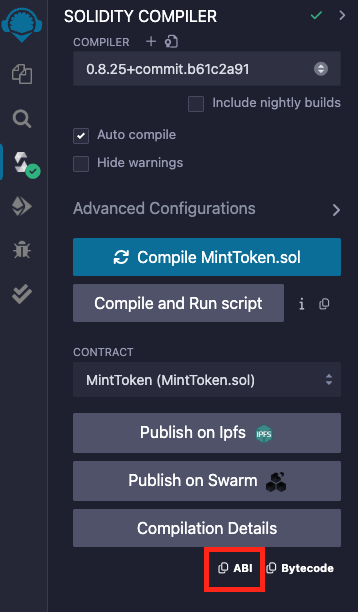 SOLIDITY COMPILER
COMPILER
0.8.25+commit.b61c2a91
Include nightly builds
Auto compile
Hide warnings
Advanced Configurations
Compile MintToken.sol
Compile and Run script
CONTRACT
MintToken (MintToken.sol)
Publish on Ipfs IPFS
Publish on Swarm
Compilation Details
ABI Bytecode